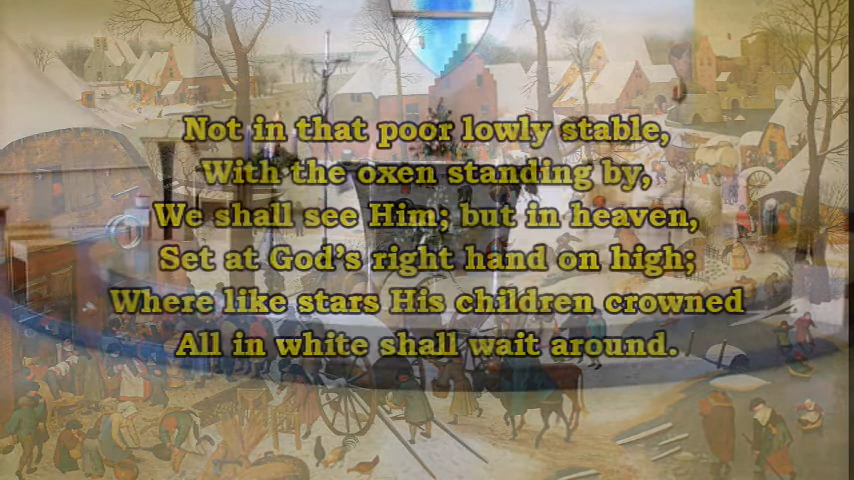 Not in that poor lowly stable,
With the oxen standing by,
We shall see Him; but in heaven,
Set at God’s right hand on high;
Where like stars His children crowned
All in white shall wait around.